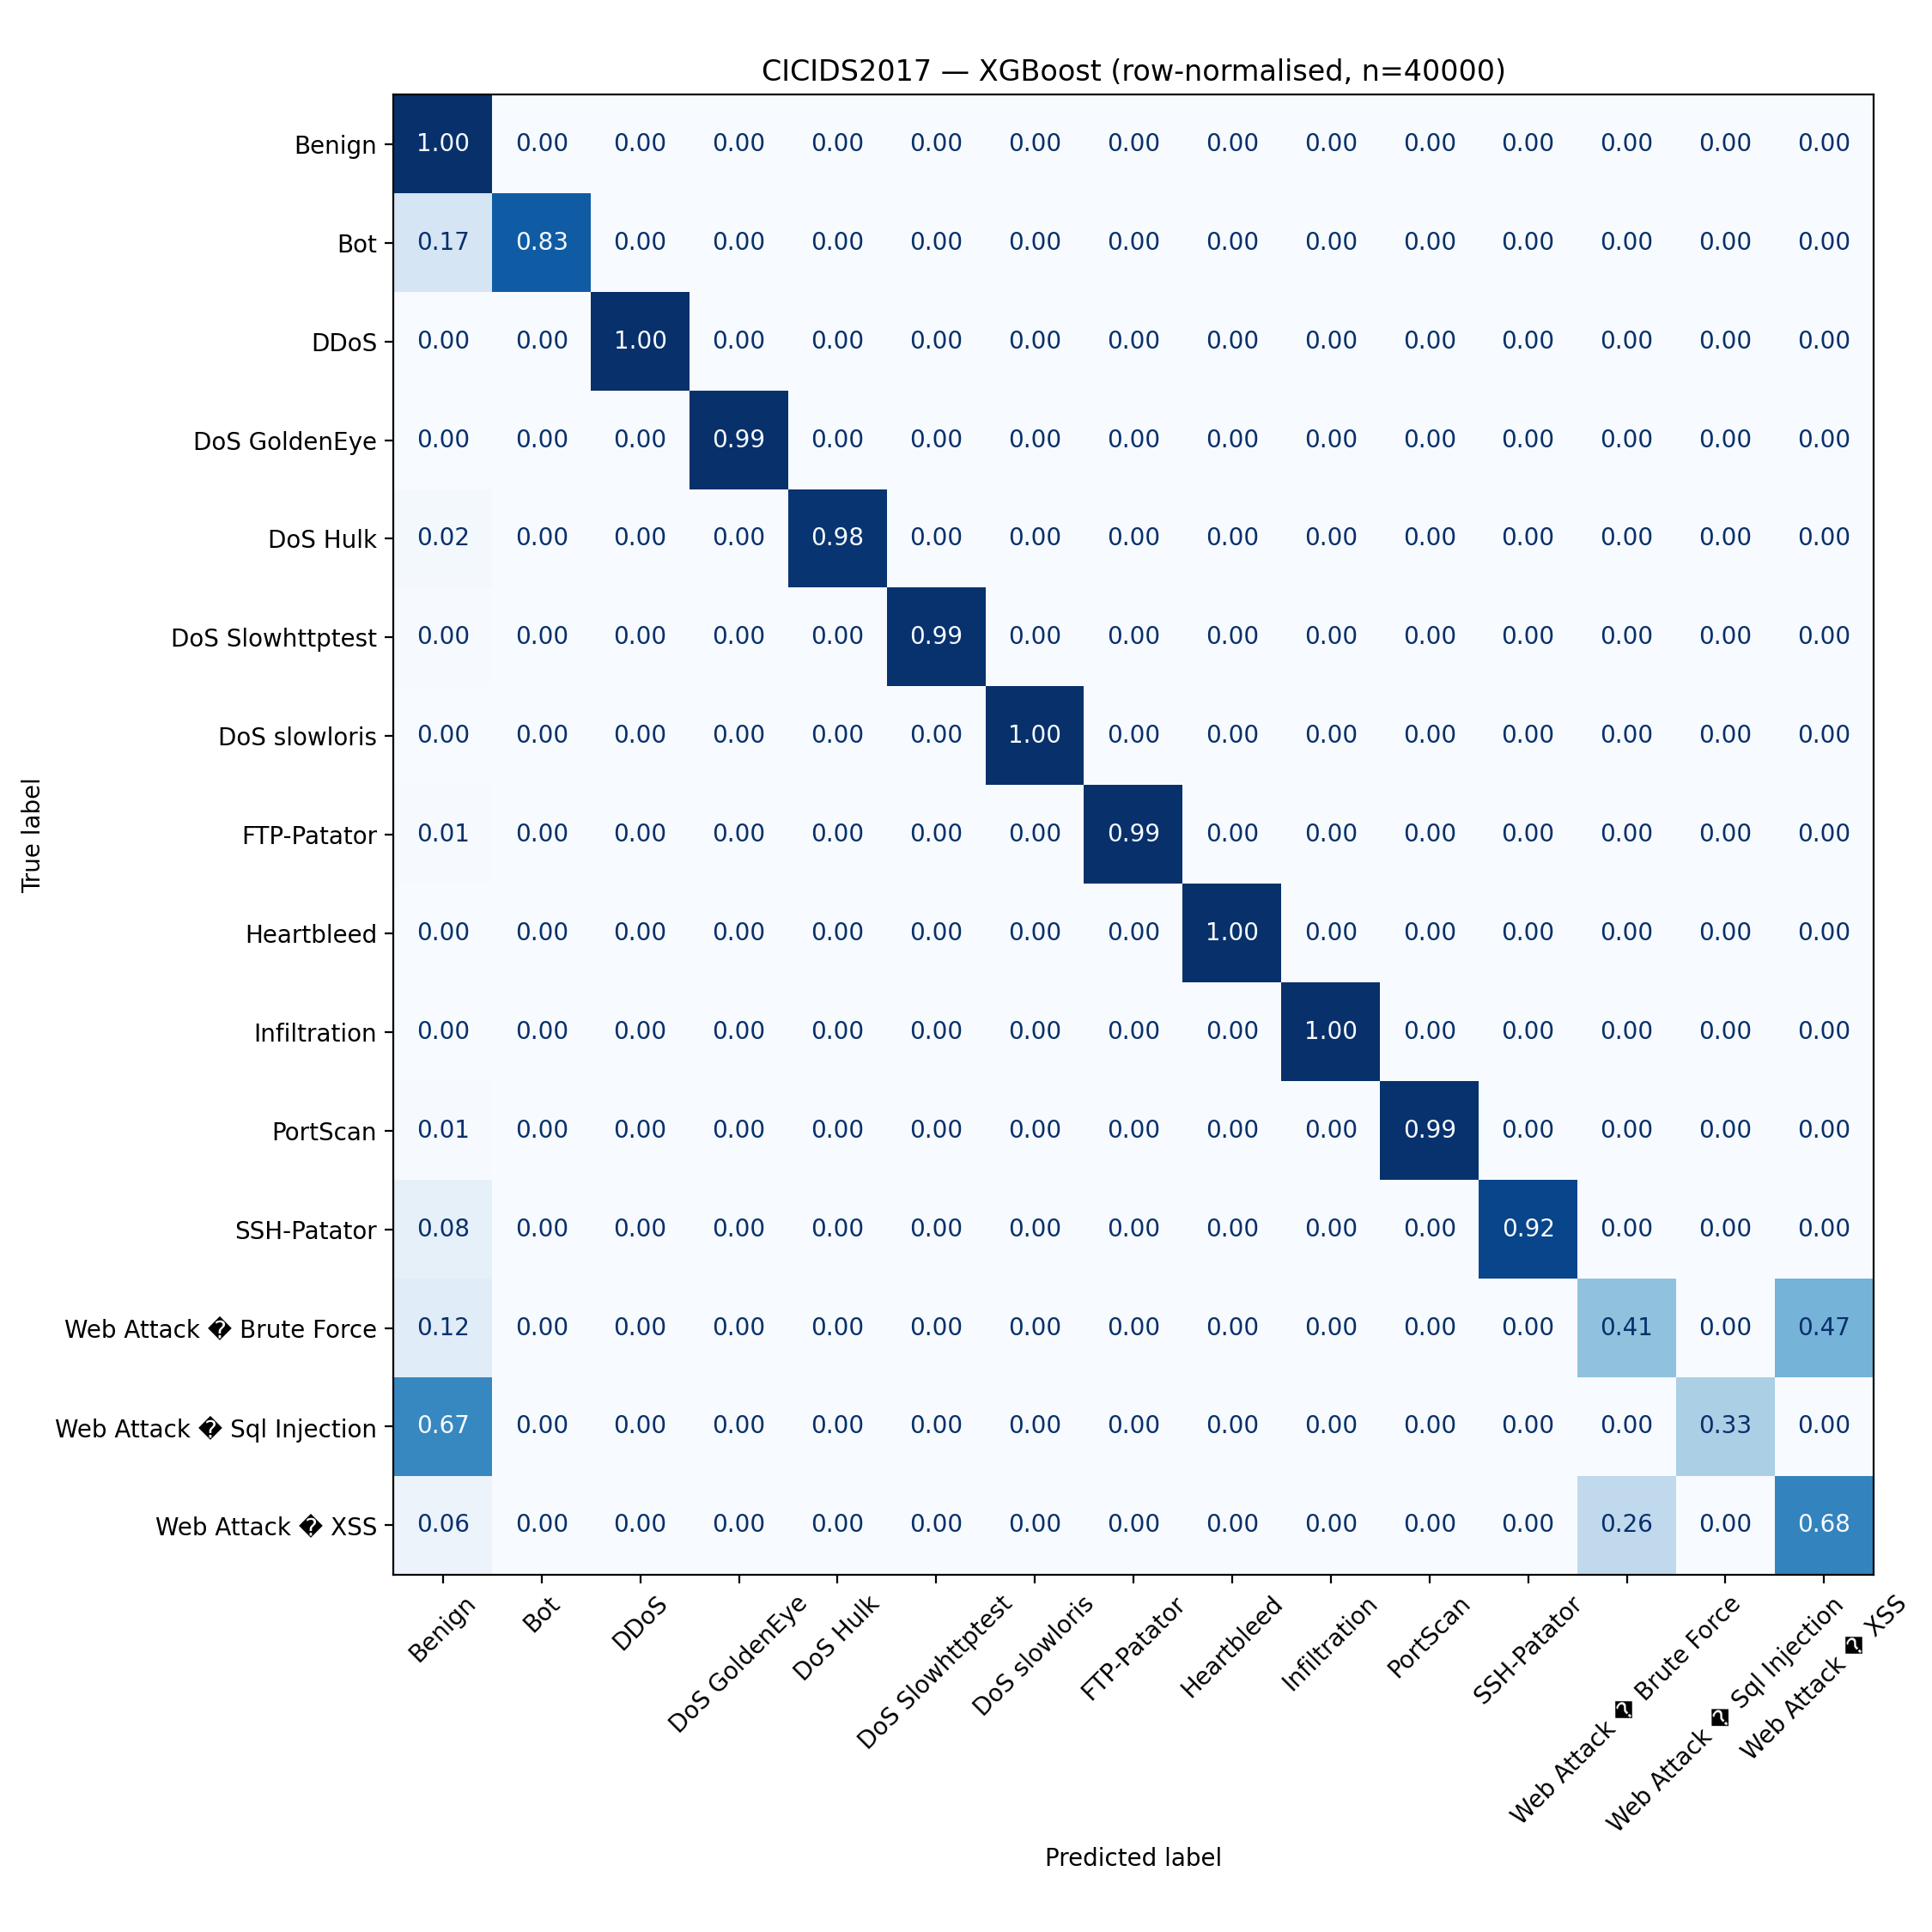 CICIDS2017 — XGBoost (row-normalised, n=40000)
True label
Benign 1.00 0.00 0.00 0.00 0.00 0.00 0.00 0.00 0.00 0.00 0.00 0.00 0.00 0.00 0.00
Bot 0.17 0.83 0.00 0.00 0.00 0.00 0.00 0.00 0.00 0.00 0.00 0.00 0.00 0.00 0.00
DDoS 0.00 0.00 1.00 0.00 0.00 0.00 0.00 0.00 0.00 0.00 0.00 0.00 0.00 0.00 0.00
DoS GoldenEye 0.00 0.00 0.00 0.99 0.00 0.00 0.00 0.00 0.00 0.00 0.00 0.00 0.00 0.00 0.00
DoS Hulk 0.02 0.00 0.00 0.00 0.98 0.00 0.00 0.00 0.00 0.00 0.00 0.00 0.00 0.00 0.00
DoS Slowhttptest 0.00 0.00 0.00 0.00 0.00 0.99 0.00 0.00 0.00 0.00 0.00 0.00 0.00 0.00 0.00
DoS slowloris 0.00 0.00 0.00 0.00 0.00 0.00 1.00 0.00 0.00 0.00 0.00 0.00 0.00 0.00 0.00
FTP-Patator 0.01 0.00 0.00 0.00 0.00 0.00 0.00 0.99 0.00 0.00 0.00 0.00 0.00 0.00 0.00
Heartbleed 0.00 0.00 0.00 0.00 0.00 0.00 0.00 0.00 1.00 0.00 0.00 0.00 0.00 0.00 0.00
Infiltration 0.00 0.00 0.00 0.00 0.00 0.00 0.00 0.00 0.00 1.00 0.00 0.00 0.00 0.00 0.00
PortScan 0.01 0.00 0.00 0.00 0.00 0.00 0.00 0.00 0.00 0.00 0.99 0.00 0.00 0.00 0.00
SSH-Patator 0.08 0.00 0.00 0.00 0.00 0.00 0.00 0.00 0.00 0.00 0.00 0.92 0.00 0.00 0.00
Web Attack � Brute Force 0.12 0.00 0.00 0.00 0.00 0.00 0.00 0.00 0.00 0.00 0.00 0.00 0.41 0.00 0.47
Web Attack � Sql Injection 0.67 0.00 0.00 0.00 0.00 0.00 0.00 0.00 0.00 0.00 0.00 0.00 0.00 0.33 0.00
Web Attack � XSS 0.06 0.00 0.00 0.00 0.00 0.00 0.00 0.00 0.00 0.00 0.00 0.00 0.26 0.00 0.68
Benign
Bot
DDoS
DoS GoldenEye
DoS Hulk
DoS Slowhttptest
DoS slowloris
FTP-Patator
Heartbleed
Infiltration
PortScan
SSH-Patator
Web Attack � Brute Force
Web Attack � Sql Injection
Web Attack � XSS
Predicted label